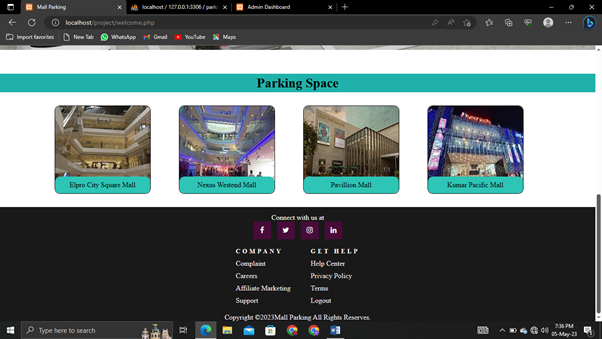 Mall Parking
localhost / 127.0.0.1:3306 / park
Admin Dashboard
localhost/project/welcome.php
Import favorites
New Tab
WhatsApp
Gmail
YouTube
Maps
Parking Space
Elpro City Square Mall
Nexus Westend Mall
Pavillion Mall
Kumar Pacific Mall
Connect with us at
COMPANY
GET HELP
Complaint
Help Center
Careers
Privacy Policy
Affiliate Marketing
Terms
Support
Logout
Copyright ©2023Mall Parking All Rights Reserves.
Type here to search
7:36 PM
05-May-23